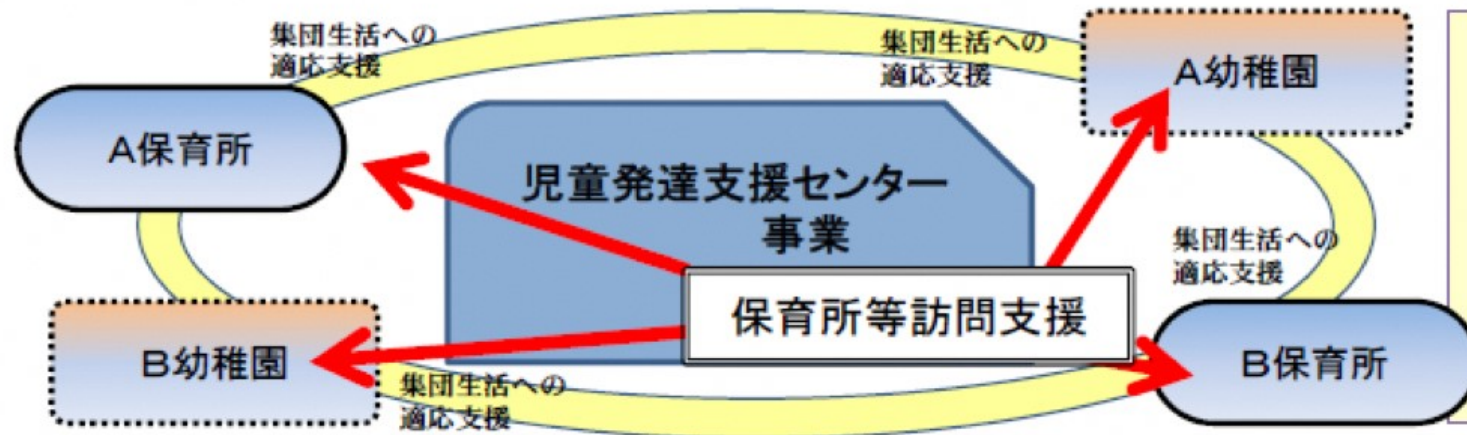 集団生活への
適応支援
集団生活への
適応支援
A幼稚園
A保育所
児童発達支援センター
事業
集団生活への
適応支援
保育所等訪問支援
B幼稚園
B保育所
集団生活への
適応支援